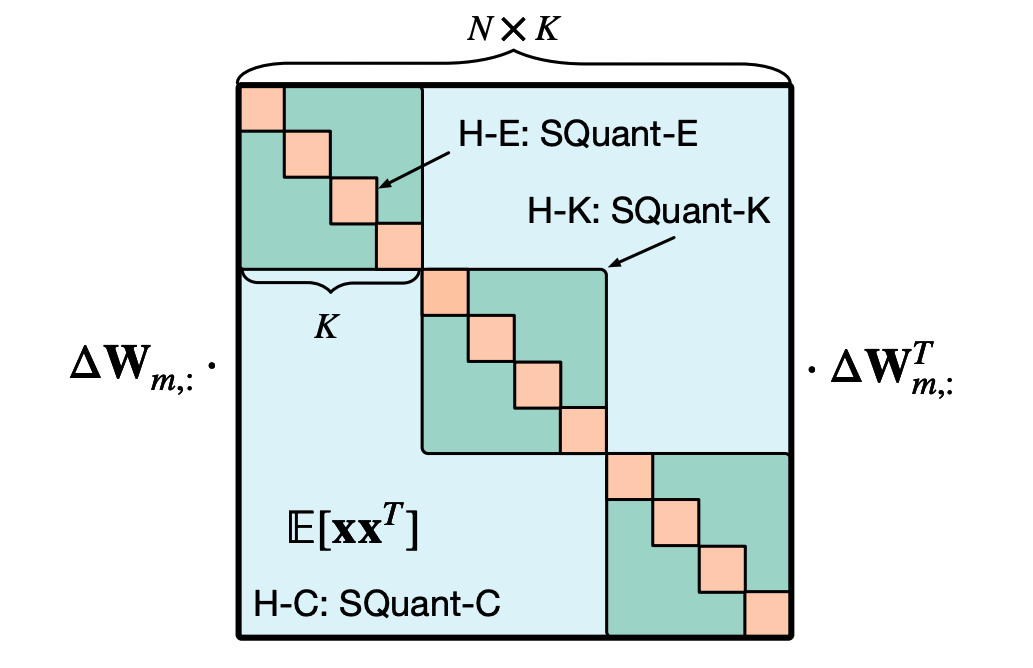 N × K
H-E: SQuant-E
H-K: SQuant-K
K
ΔW_{m,:} · · ΔW^T_{m,:}
𝔼[xx^T]
H-C: SQuant-C